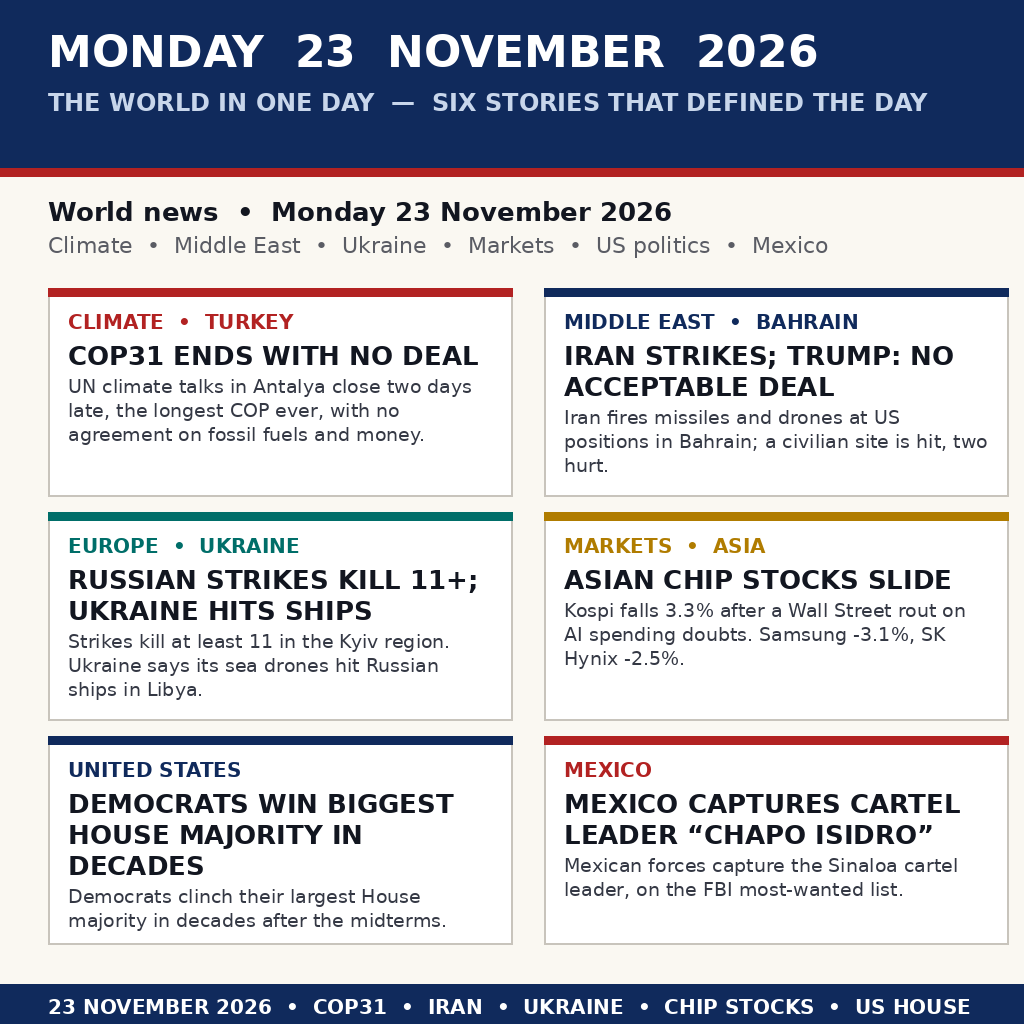 MONDAY 23 NOVEMBER 2026
THE WORLD IN ONE DAY — SIX STORIES THAT DEFINED THE DAY
World news • Monday 23 November 2026
Climate • Middle East • Ukraine • Markets • US politics • Mexico
CLIMATE • TURKEY
COP31 ENDS WITH NO DEAL
UN climate talks in Antalya close two days
late, the longest COP ever, with no
agreement on fossil fuels and money.
MIDDLE EAST • BAHRAIN
IRAN STRIKES; TRUMP: NO
ACCEPTABLE DEAL
Iran fires missiles and drones at US
positions in Bahrain; a civilian site is hit, two
hurt.
EUROPE • UKRAINE
RUSSIAN STRIKES KILL 11+;
UKRAINE HITS SHIPS
Strikes kill at least 11 in the Kyiv region.
Ukraine says its sea drones hit Russian
ships in Libya.
MARKETS • ASIA
ASIAN CHIP STOCKS SLIDE
Kospi falls 3.3% after a Wall Street rout on
AI spending doubts. Samsung -3.1%, SK
Hynix -2.5%.
UNITED STATES
DEMOCRATS WIN BIGGEST
HOUSE MAJORITY IN
DECADES
Democrats clinch their largest House
majority in decades after the midterms.
MEXICO
MEXICO CAPTURES CARTEL
LEADER “CHAPO ISIDRO”
Mexican forces capture the Sinaloa cartel
leader, on the FBI most-wanted list.
23 NOVEMBER 2026 • COP31 • IRAN • UKRAINE • CHIP STOCKS • US HOUSE